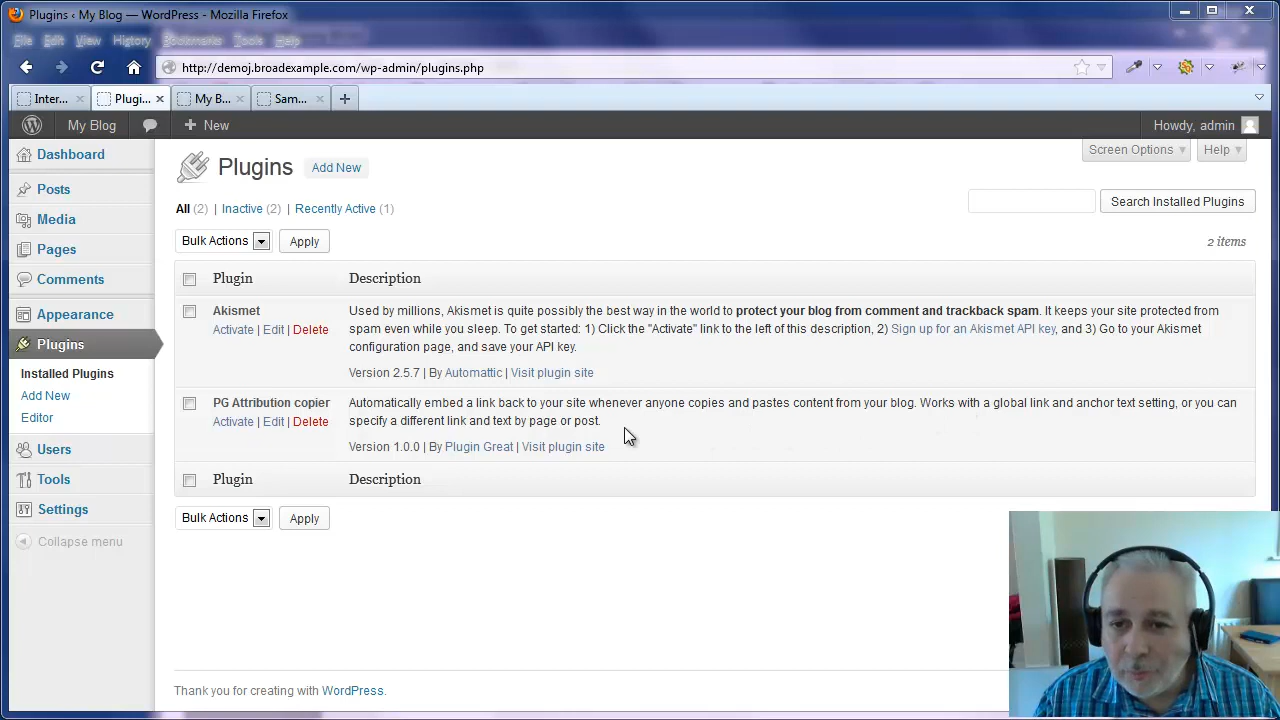 Plugins ‹ My Blog — WordPress - Mozilla Firefox
File Edit View History Bookmarks Tools Help
http://demoj.broadexample.com/wp-admin/plugins.php
Inter... Plugi... My B... Sam...
My Blog New Howdy, admin
Screen Options Help
Dashboard
Posts
Media
Pages
Comments
Appearance
Plugins
Installed Plugins
Add New
Editor
Users
Tools
Settings
Collapse menu
Plugins Add New
All (2) | Inactive (2) | Recently Active (1)
Search Installed Plugins
Bulk Actions Apply
2 items
Plugin Description
Akismet
Activate | Edit | Delete
Used by millions, Akismet is quite possibly the best way in the world to protect your blog from comment and trackback spam. It keeps your site protected from
spam even while you sleep. To get started: 1) Click the "Activate" link to the left of this description, 2) Sign up for an Akismet API key, and 3) Go to your Akismet
configuration page, and save your API key.
Version 2.5.7 | By Automattic | Visit plugin site
PG Attribution copier
Activate | Edit | Delete
Automatically embed a link back to your site whenever anyone copies and pastes content from your blog. Works with a global link and anchor text setting, or you can
specify a different link and text by page or post.
Version 1.0.0 | By Plugin Great | Visit plugin site
Plugin Description
Bulk Actions Apply
Thank you for creating with WordPress.